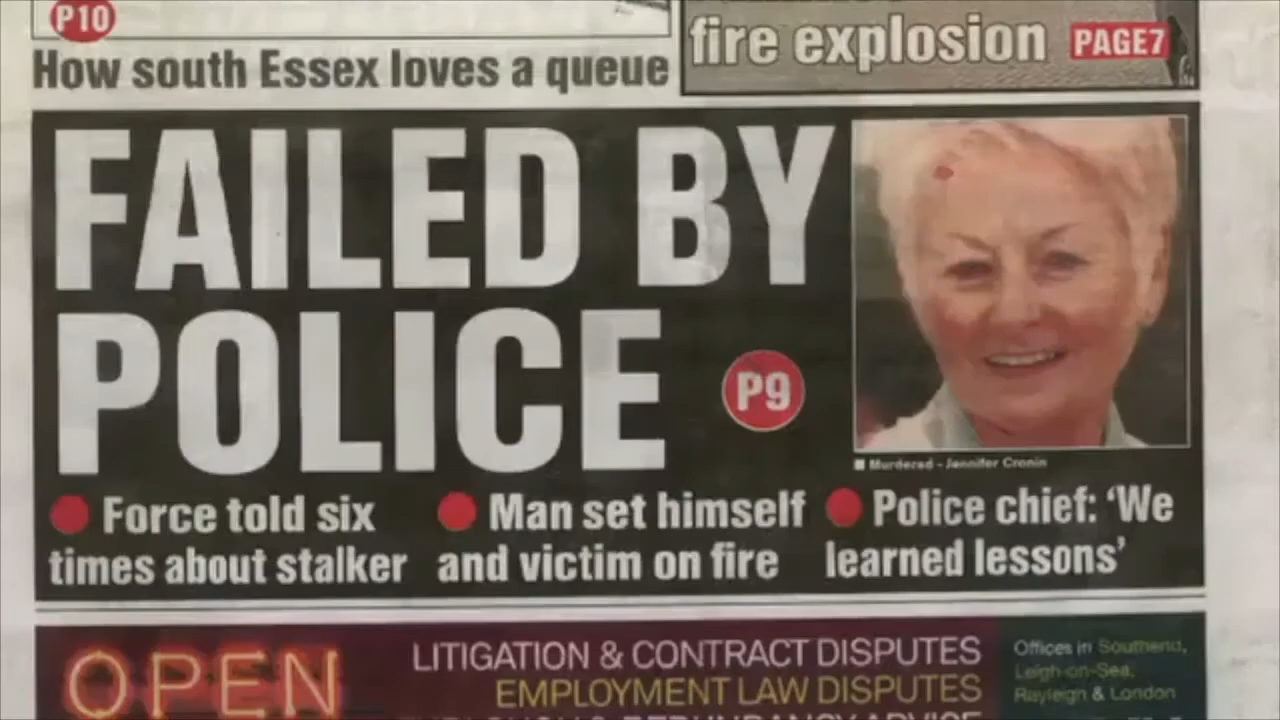 P10
How south Essex loves a queue
fire explosion PAGE7
FAILED BY
POLICE
P9
Murdered - Jennifer Cronin
Force told six
times about stalker
Man set himself
and victim on fire
Police chief: ‘We
learned lessons’
OPEN
LITIGATION & CONTRACT DISPUTES
EMPLOYMENT LAW DISPUTES
& REDUNDANCY ADVICE
Offices in Southend,
Leigh-on-Sea,
Rayleigh & London